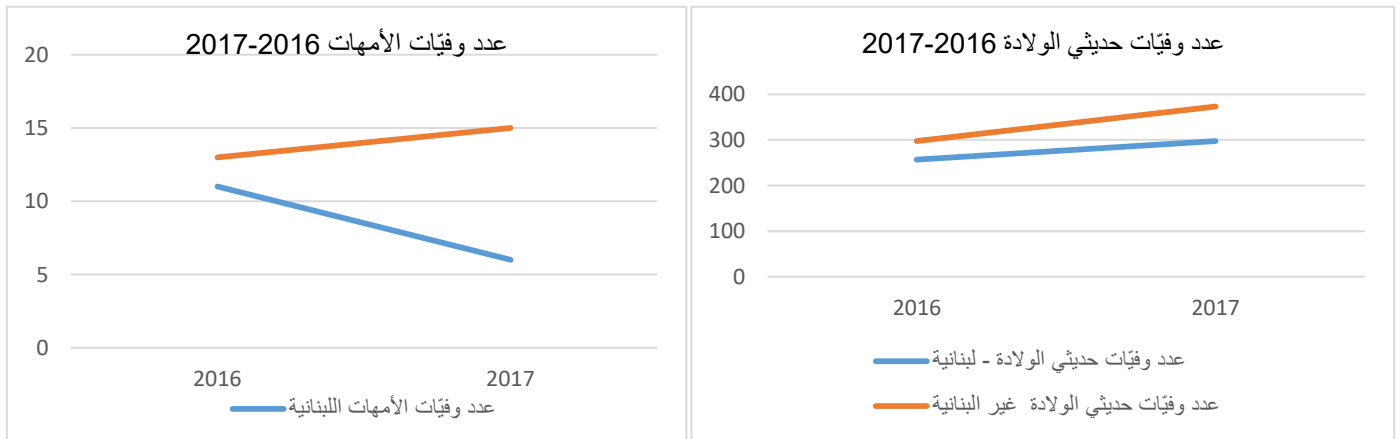 عدد وفيّات الأمهات 2016-2017
20
15
10
5
0
2016 2017
عدد وفيّات الأمهات اللبنانية
عدد وفيّات حديثي الولادة 2016-2017
400
300
200
100
0
2016 2017
عدد وفيّات حديثي الولادة - لبنانية
عدد وفيّات حديثي الولادة غير البنانية